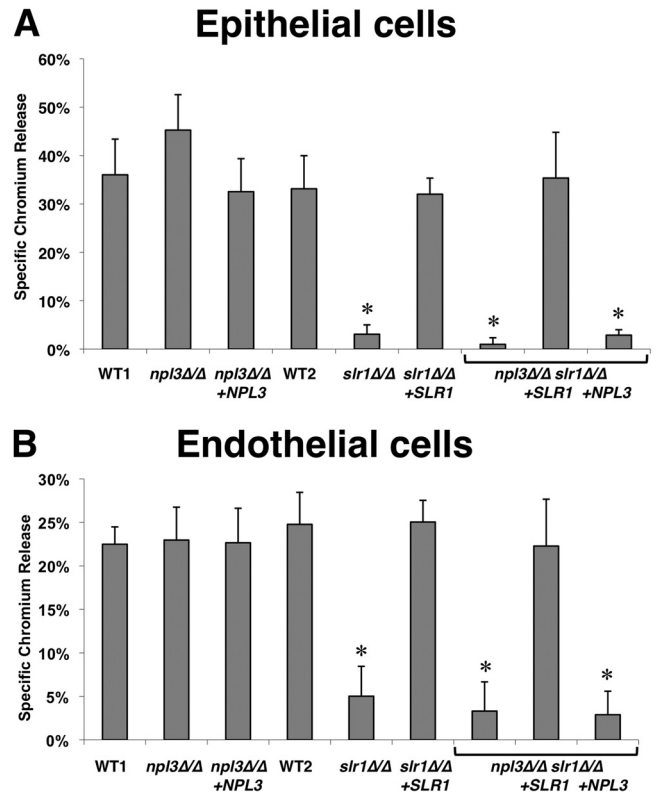 A Epithelial cells
60%
50%
40%
30%
20%
10%
0%
Specific Chromium Release
* * *
WT1 npl3Δ/Δ npl3Δ/Δ WT2 slr1Δ/Δ slr1Δ/Δ npl3Δ/Δ slr1Δ/Δ
+NPL3 +SLR1 +SLR1 +NPL3
B Endothelial cells
30%
25%
20%
15%
10%
5%
0%
Specific Chromium Release
* * *
WT1 npl3Δ/Δ npl3Δ/Δ WT2 slr1Δ/Δ slr1Δ/Δ npl3Δ/Δ slr1Δ/Δ
+NPL3 +SLR1 +SLR1 +NPL3